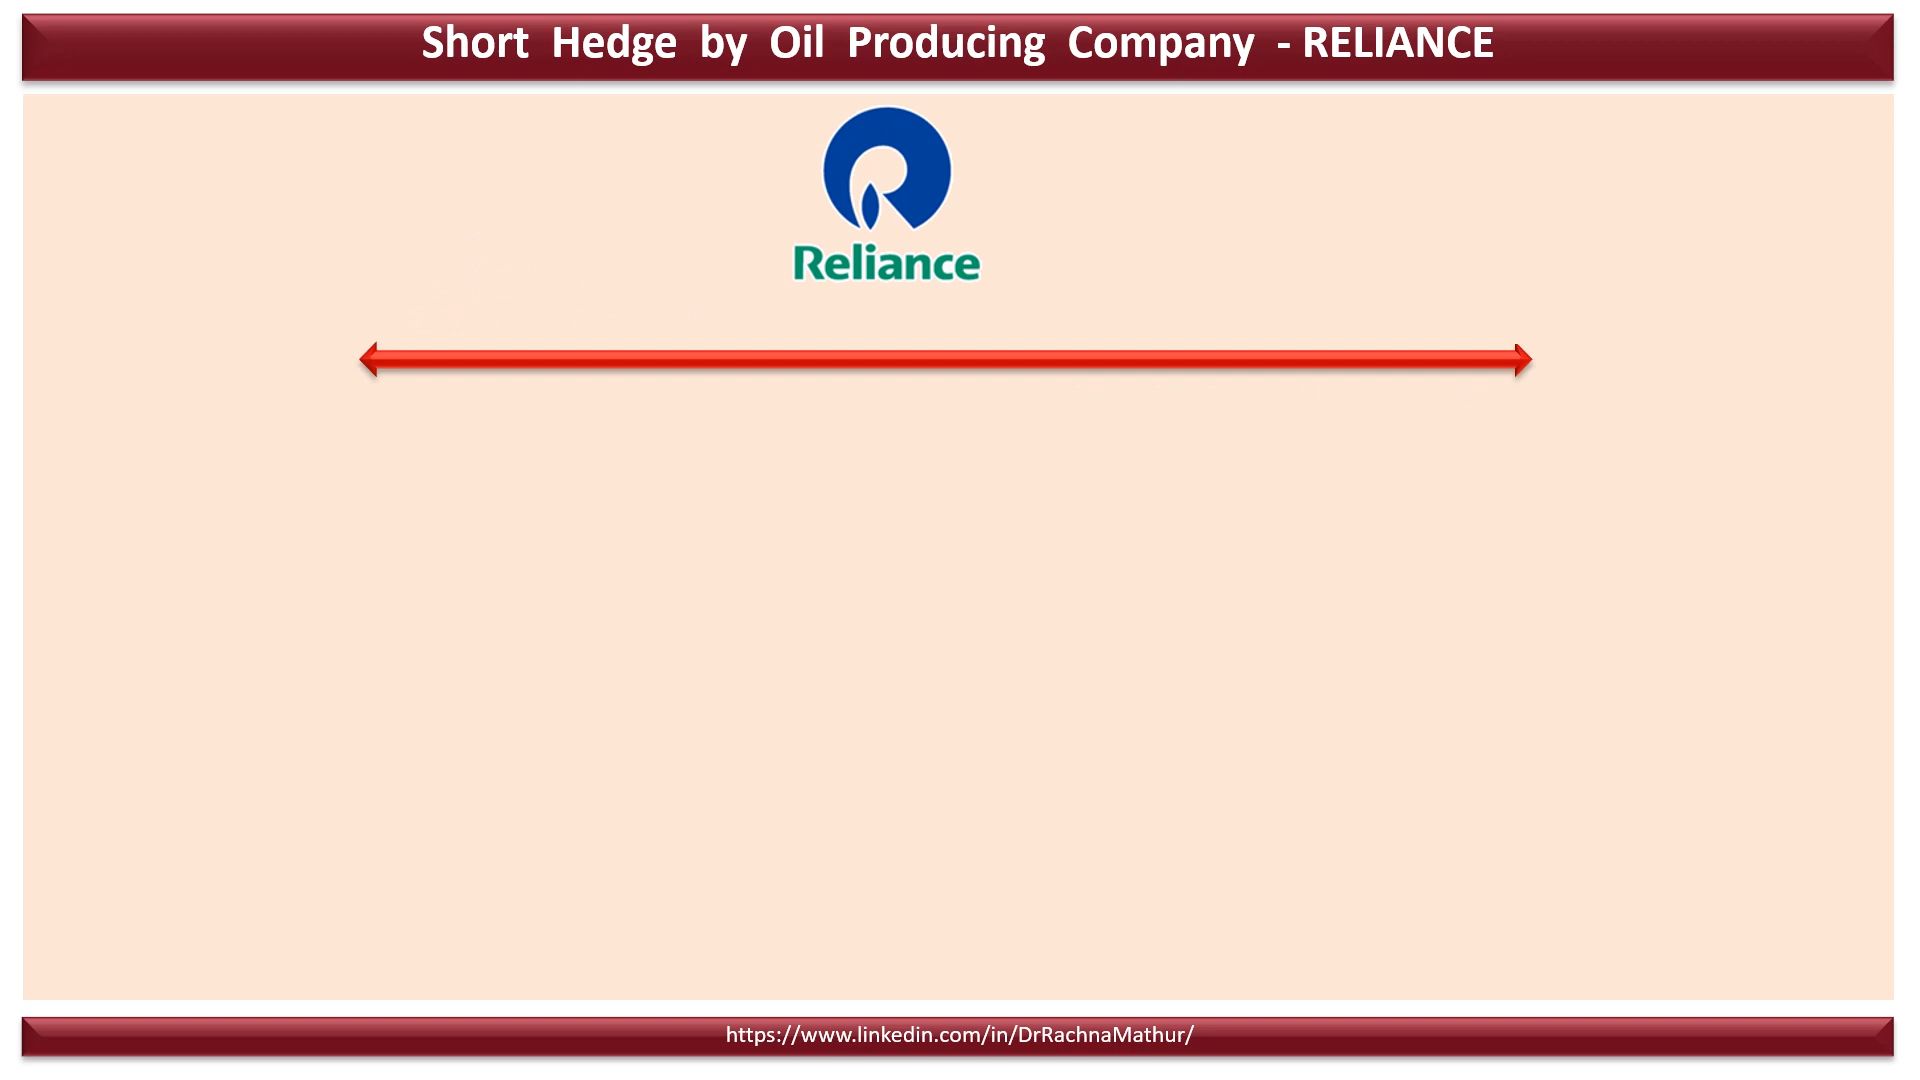 Short Hedge by Oil Producing Company - RELIANCE
Reliance
https://www.linkedin.com/in/DrRachnaMathur/